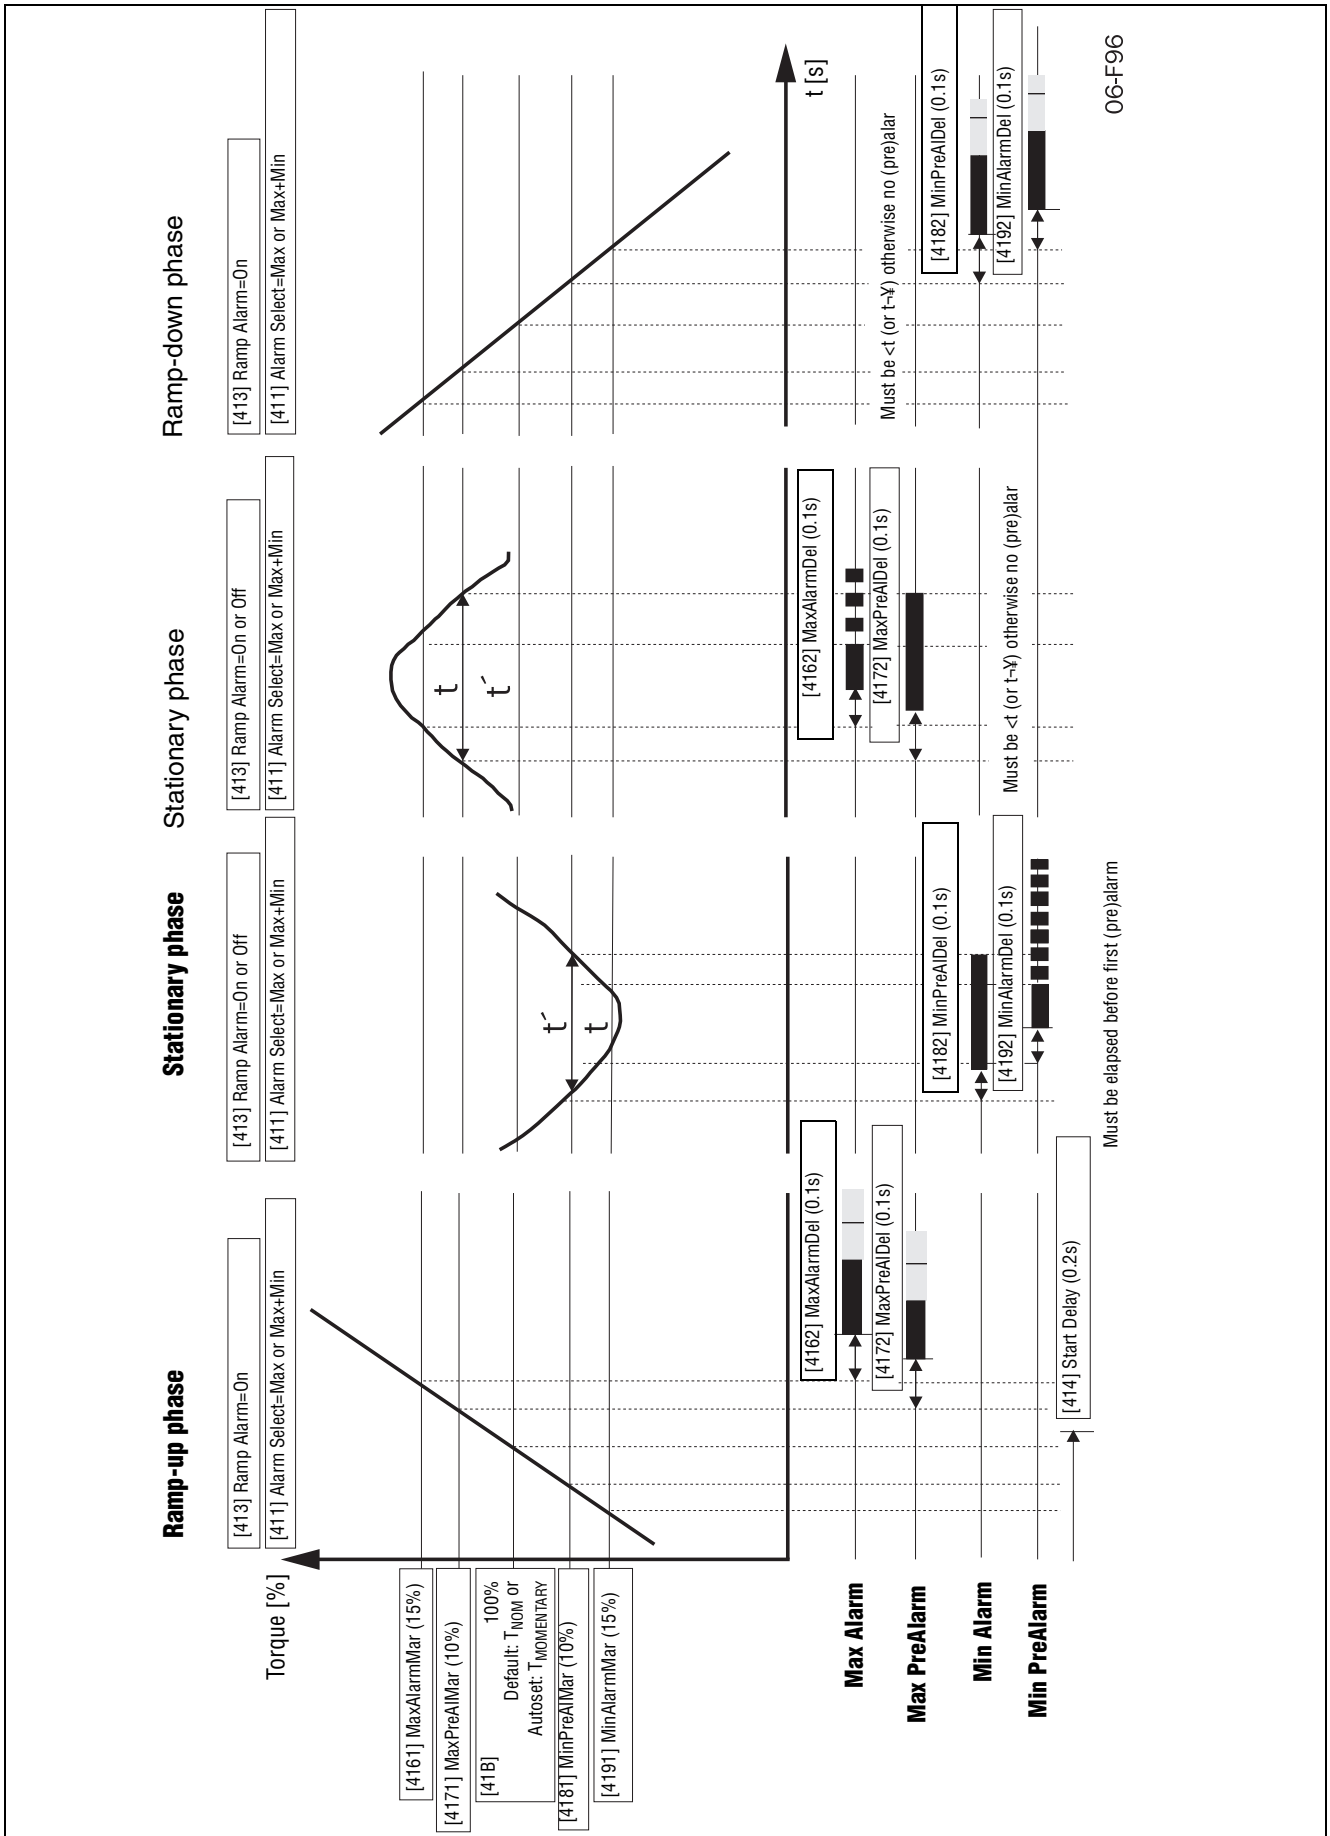 Ramp-up phase
Stationary phase
Stationary phase
Ramp-down phase
[413] Ramp Alarm=On
[411] Alarm Select=Max or Max+Min
[413] Ramp Alarm=On or Off
[411] Alarm Select=Max or Max+Min
[413] Ramp Alarm=On or Off
[411] Alarm Select=Max or Max+Min
[413] Ramp Alarm=On
[411] Alarm Select=Max or Max+Min
Torque [%]
[4161] MaxAlarmMar (15%)
[4171] MaxPreAlMar (10%)
[41B]
100%
Default: TNOM or
Autoset: TMOMENTARY
[4181] MinPreAlMar (10%)
[4191] MinAlarmMar (15%)
t´
t
t
t´
t [s]
Max Alarm
Max PreAlarm
Min Alarm
Min PreAlarm
[4162] MaxAlarmDel (0.1s)
[4172] MaxPreAlDel (0.1s)
[414] Start Delay (0.2s)
[4182] MinPreAlDel (0.1s)
[4192] MinAlarmDel (0.1s)
Must be elapsed before first (pre)alarm
[4162] MaxAlarmDel (0.1s)
[4172] MaxPreAlDel (0.1s)
Must be <t (or t¬¥) otherwise no (pre)alar
Must be <t (or t¬¥) otherwise no (pre)alar
[4182] MinPreAlDel (0.1s)
[4192] MinAlarmDel (0.1s)
06-F96